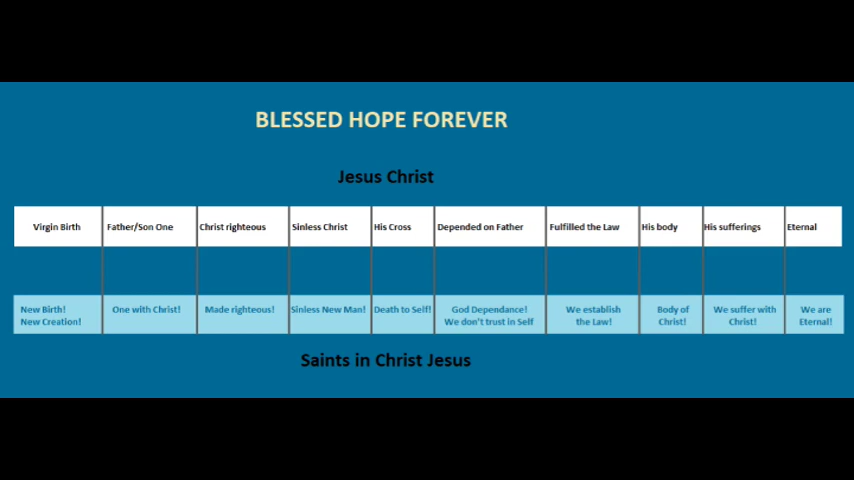 BLESSED HOPE FOREVER
Jesus Christ
Virgin Birth Father/Son One Christ righteous Sinless Christ His Cross Depended on Father Fulfilled the Law His body His sufferings Eternal
New Birth! One with Christ! Made righteous! Sinless New Man! Death to Self! God Dependance! We establish Body of We suffer with We are
New Creation! We don't trust in Self the Law! Christ! Christ! Eternal!
Saints in Christ Jesus